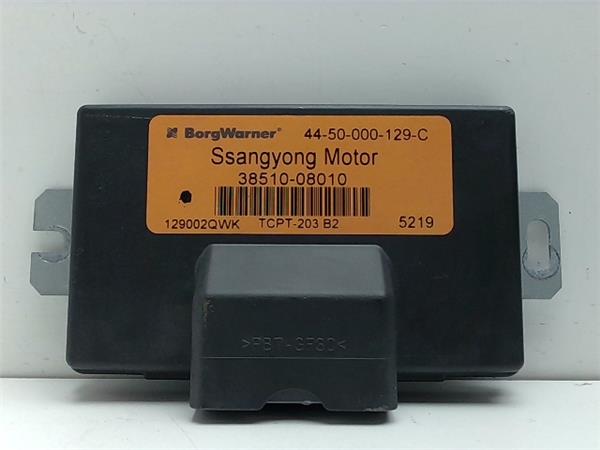 BorgWarner® 44-50-000-129-C
Ssangyong Motor
38510-08010
129002QWK TCPT-203 B2 5219
>PBT-GF30<